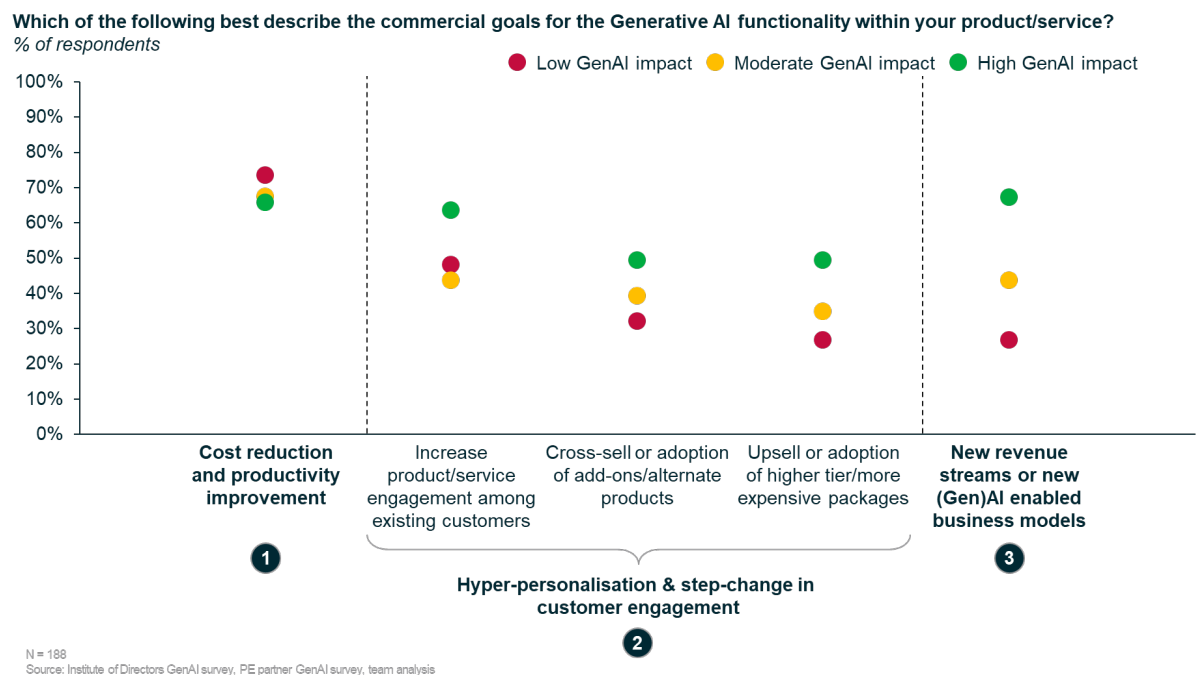 Which of the following best describe the commercial goals for the Generative AI functionality within your product/service?
% of respondents
Low GenAI impact
Moderate GenAI impact
High GenAI impact
100%
90%
80%
70%
60%
50%
40%
30%
20%
10%
0%
Cost reduction
and productivity
improvement
1
Increase
product/service
engagement among
existing customers
Cross-sell or adoption
of add-ons/alternate
products
Upsell or adoption
of higher tier/more
expensive packages
New revenue
streams or new
(Gen)AI enabled
business models
3
Hyper-personalisation & step-change in
customer engagement
2
N = 188
Source: Institute of Directors GenAI survey, PE partner GenAI survey, team analysis